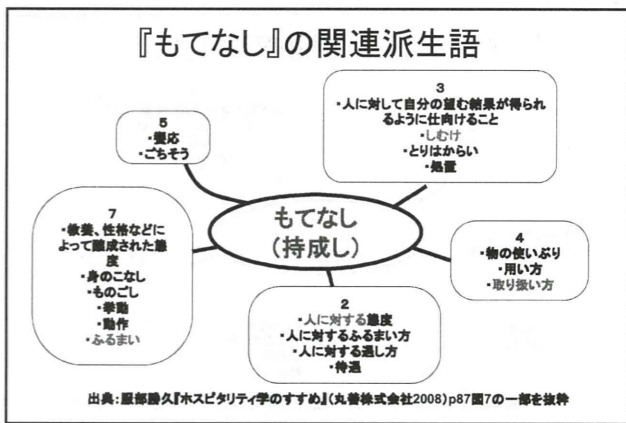 『もてなし』の関連派生語
3
・人に対して自分の望む結果が得られ
るように仕向けること
・しむけ
・とりはからい
・処置
5
・饗応
・ごちそう
もてなし
(持成し)
7
・教養、性格などに
よって醸成された態
度
・身のこなし
・ものごし
・挙動
・動作
・ふるまい
4
・物の使いぶり
・用い方
・取り扱い方
2
・人に対する態度
・人に対するふるまい方
・人に対する遇し方
・待遇
出典:服部勝久『ホスピタリティ学のすすめ』(丸善株式会社2008)p87図7の一部を抜粋